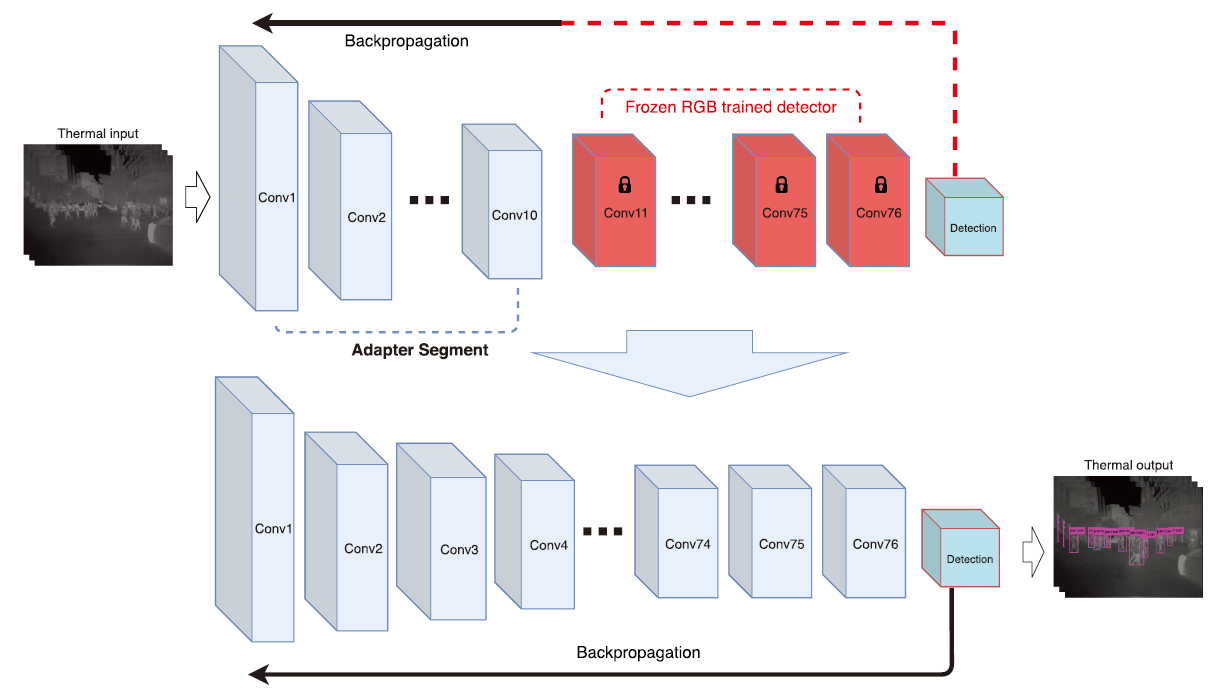 Backpropagation
Frozen RGB trained detector
Thermal input
Conv1
Conv2
Conv10
Conv11
Conv75
Conv76
Detection
Adapter Segment
Conv1
Conv2
Conv3
Conv4
Conv74
Conv75
Conv76
Detection
Thermal output
Backpropagation